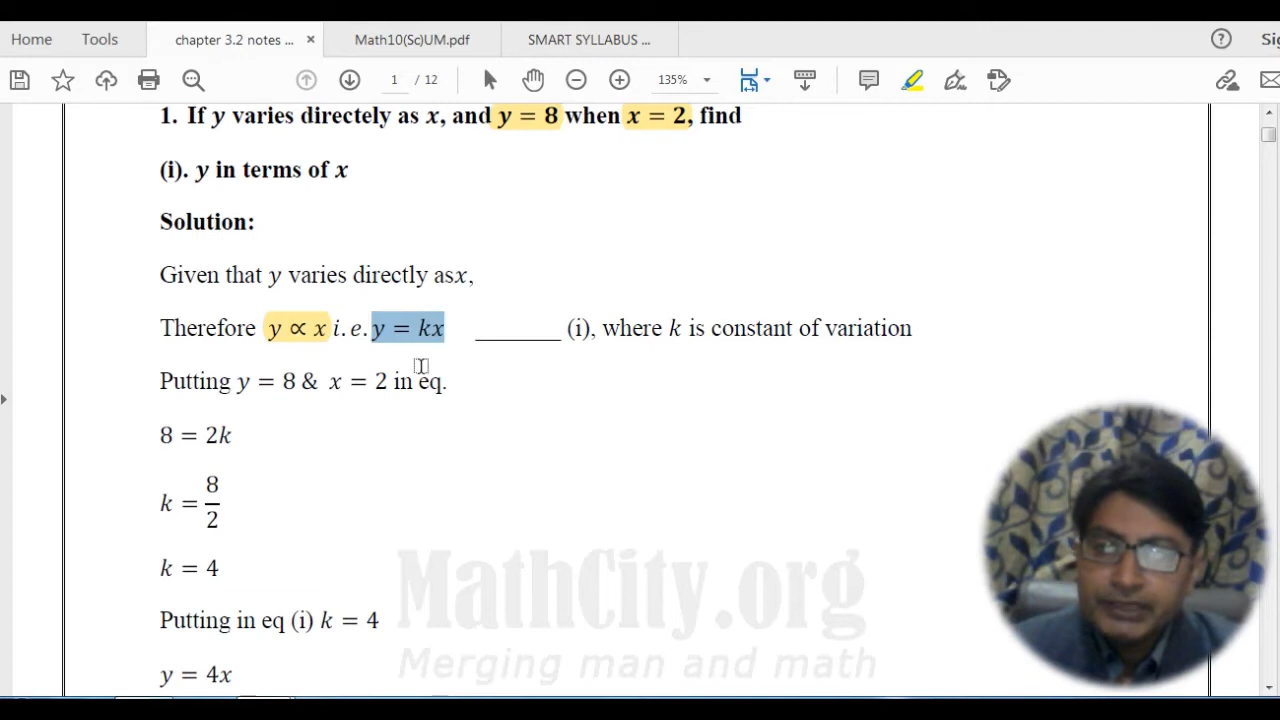 Home Tools chapter 3.2 notes ... × Math10(Sc)UM.pdf SMART SYLLABUS ... ? Sig
1 / 12 135%
1. If y varies directely as x, and y = 8 when x = 2, find
(i). y in terms of x
Solution:
Given that y varies directly asx,
Therefore y ∝ x i.e.y = kx ________ (i), where k is constant of variation
Putting y = 8 & x = 2 in eq.
8 = 2k
k = 8/2
k = 4
Putting in eq (i) k = 4
y = 4x
MathCity.org
Merging man and math